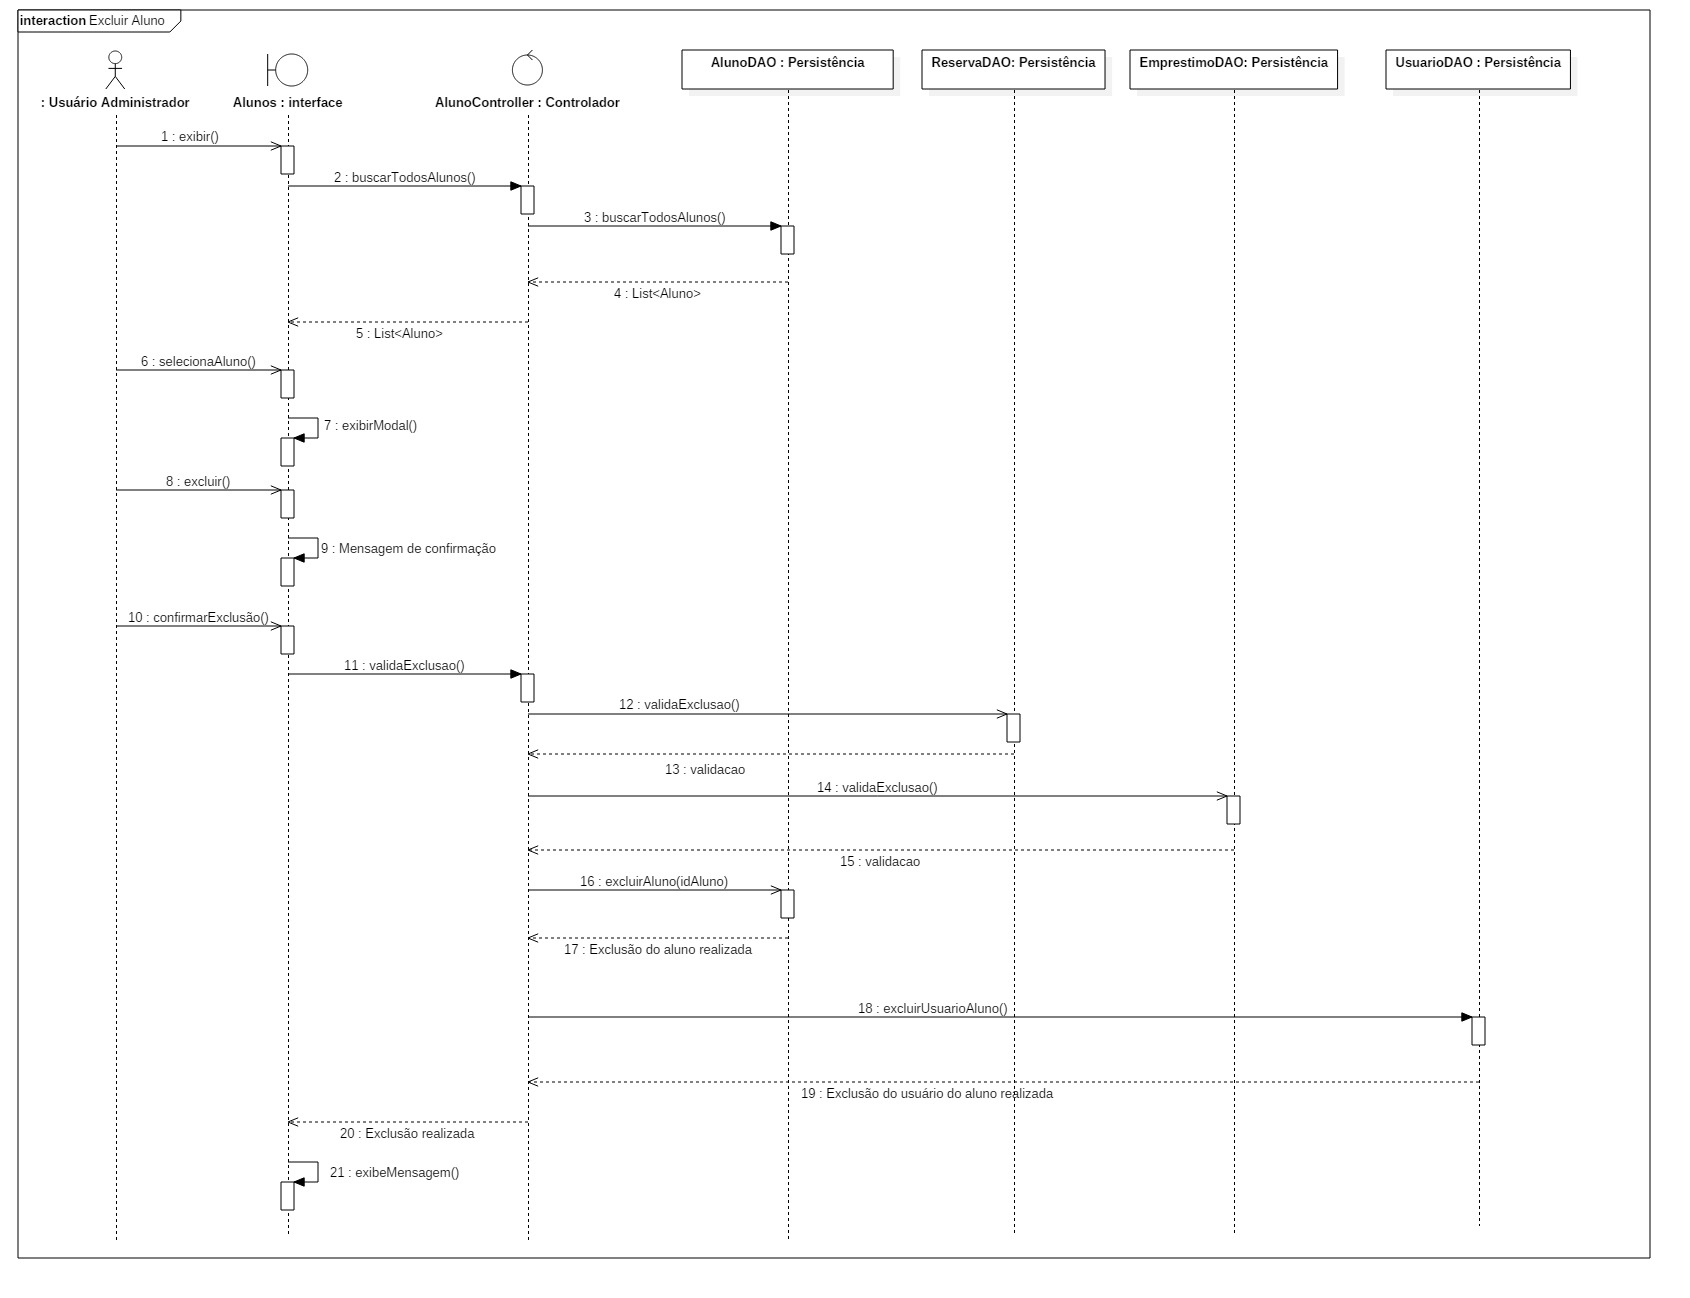 interaction Excluir Aluno
: Usuário Administrador
Alunos : interface
AlunoController : Controlador
AlunoDAO : Persistência
ReservaDAO: Persistência
EmprestimoDAO: Persistência
UsuarioDAO : Persistência
1 : exibir()
2 : buscarTodosAlunos()
3 : buscarTodosAlunos()
4 : List<Aluno>
5 : List<Aluno>
6 : selecionaAluno()
7 : exibirModal()
8 : excluir()
9 : Mensagem de confirmação
10 : confirmarExclusão()
11 : validaExclusao()
12 : validaExclusao()
13 : validacao
14 : validaExclusao()
15 : validacao
16 : excluirAluno(idAluno)
17 : Exclusão do aluno realizada
18 : excluirUsuarioAluno()
19 : Exclusão do usuário do aluno realizada
20 : Exclusão realizada
21 : exibeMensagem()